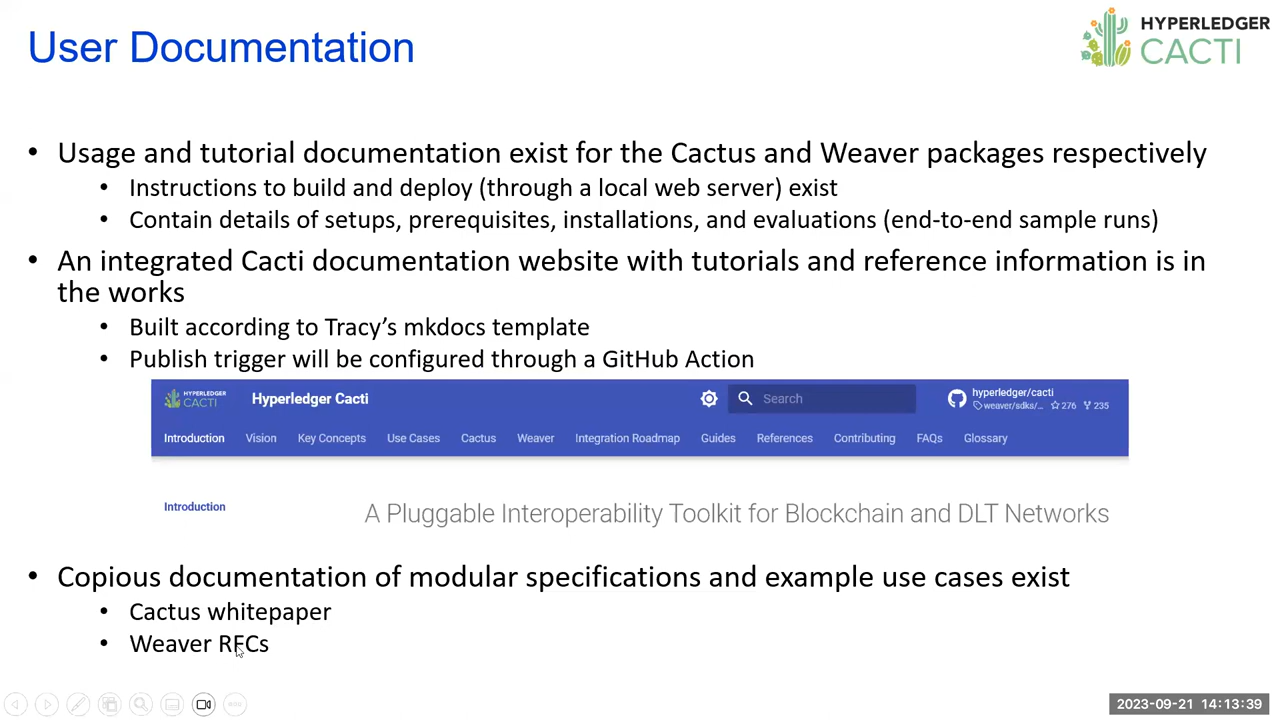 User Documentation
HYPERLEDGER
CACTI
• Usage and tutorial documentation exist for the Cactus and Weaver packages respectively
• Instructions to build and deploy (through a local web server) exist
• Contain details of setups, prerequisites, installations, and evaluations (end-to-end sample runs)
• An integrated Cacti documentation website with tutorials and reference information is in
the works
• Built according to Tracy’s mkdocs template
• Publish trigger will be configured through a GitHub Action
HYPERLEDGER
CACTI
Hyperledger Cacti
Search
hyperledger/cacti
weaver/sdks/... 276 235
Introduction Vision Key Concepts Use Cases Cactus Weaver Integration Roadmap Guides References Contributing FAQs Glossary
Introduction
A Pluggable Interoperability Toolkit for Blockchain and DLT Networks
• Copious documentation of modular specifications and example use cases exist
• Cactus whitepaper
• Weaver RFCs
2023-09-21 14:13:39